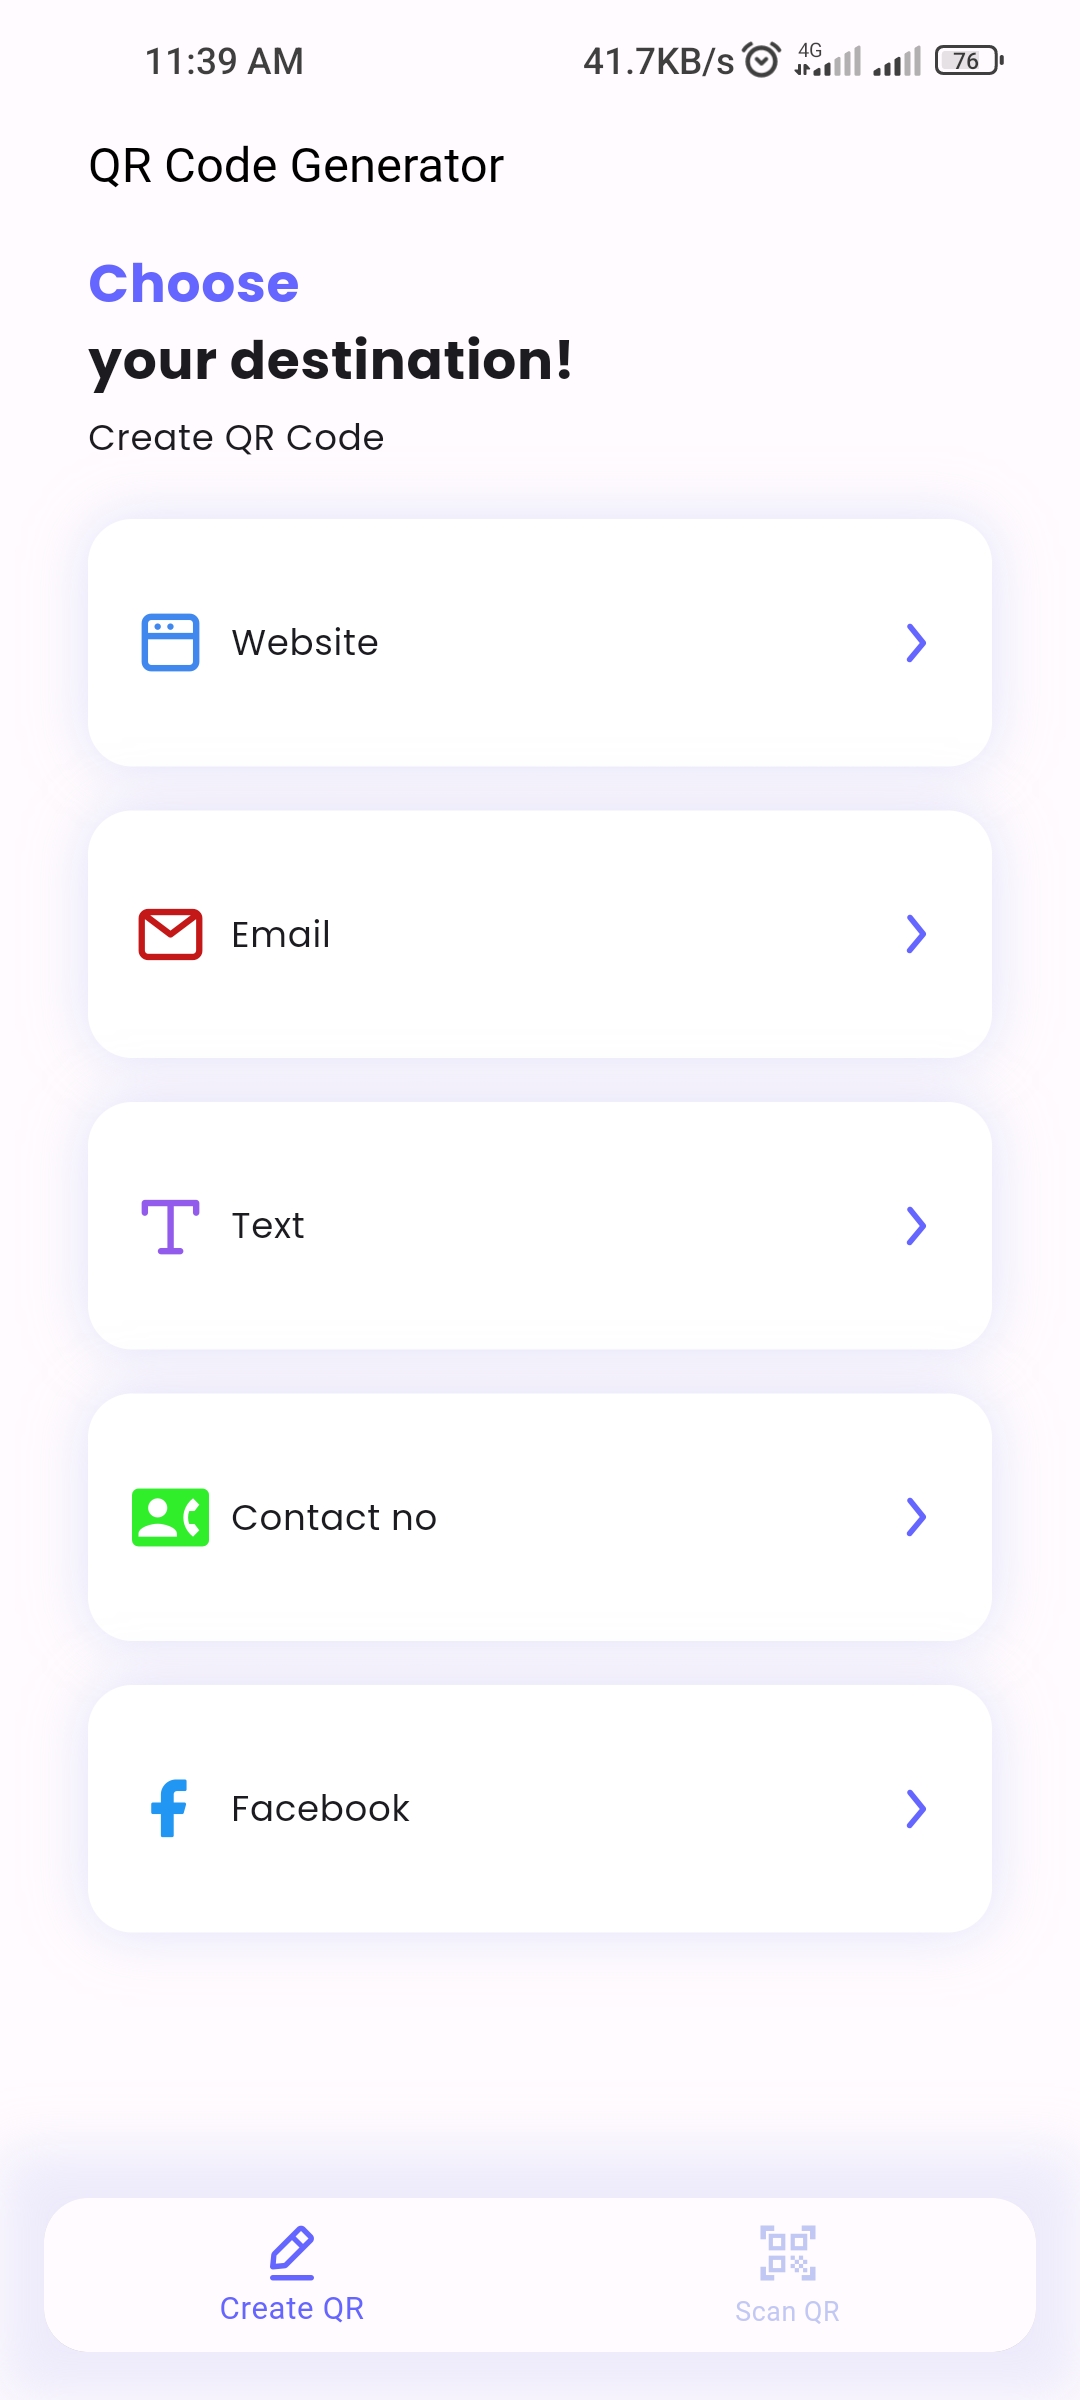 11:39 AM 41.7KB/s 4G 76
QR Code Generator
Choose
your destination!
Create QR Code
Website
Email
Text
Contact no
Facebook
Create QR Scan QR